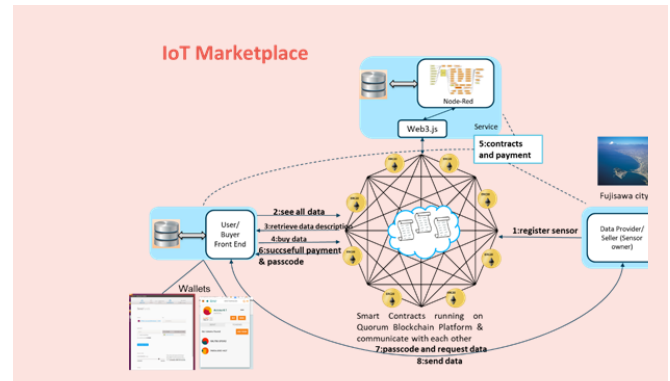 IoT Marketplace
Node-Red
Web3.js
Service
5:contracts
and payment
Fujisawa city
User/
Buyer
Front End
2:see all data
3:retrieve data description
4:buy data
6:succsefull payment
& passcode
1:register sensor
Data Provider/
Seller (Sensor
owner)
Wallets
Smart Contracts running on
Quorum Blockchain Platform &
communicate with each other
7:passcode and request data
8:send data